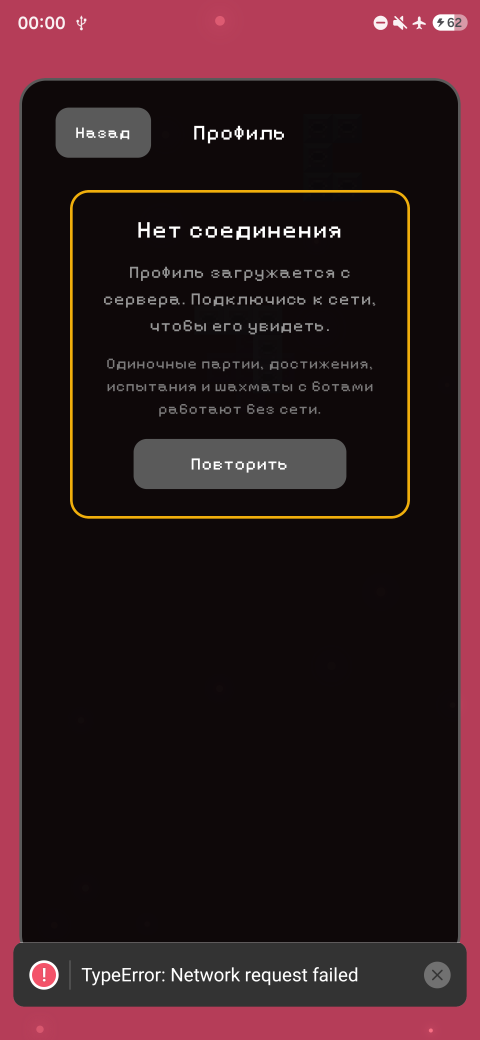 00:00
62
Назад
Профиль
Нет соединения
Профиль загружается с
сервера. Подключись к сети,
чтобы его увидеть.
Одиночные партии, достижения,
испытания и шахматы с ботами
работают без сети.
Повторить
! TypeError: Network request failed